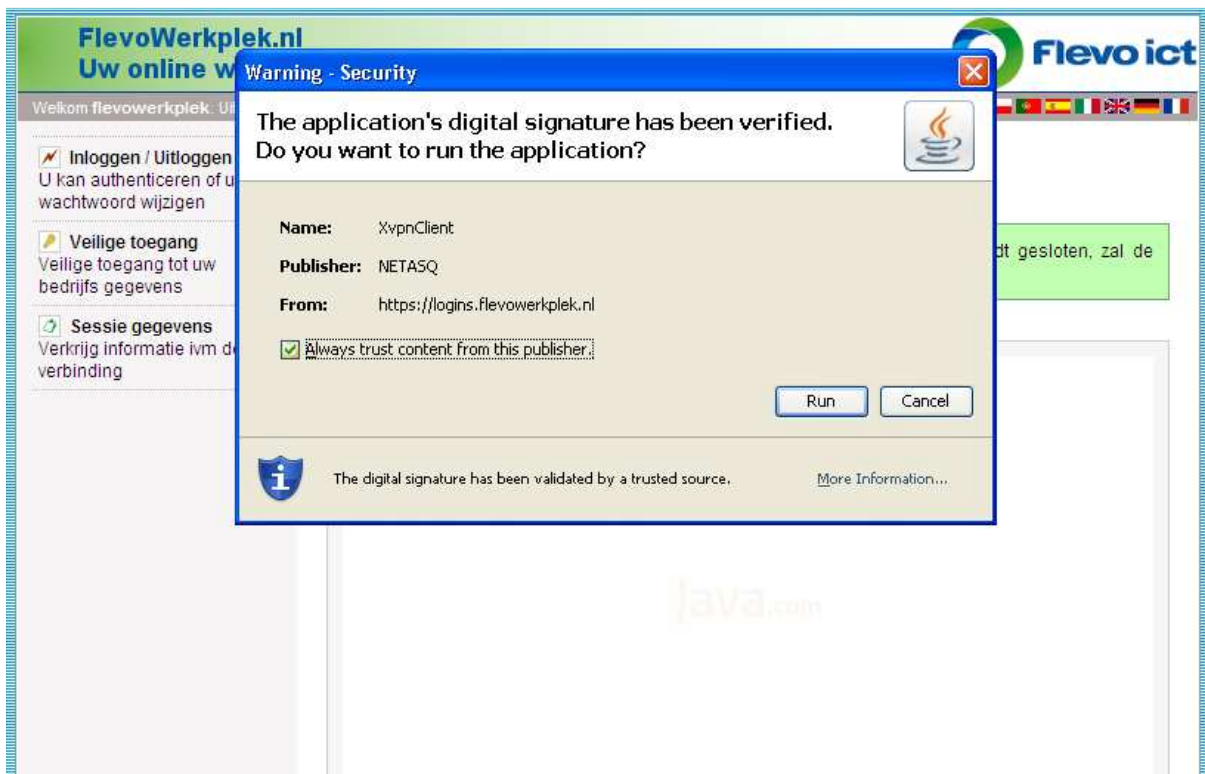 FlevoWerkplek.nl
Uw online w
Flevo ict
Welkom flevowerkplek: Ui
Warning - Security
The application's digital signature has been verified.
Do you want to run the application?
Name: XvpnClient
Publisher: NETASQ
From: https://logins.flevowerkplek.nl
Always trust content from this publisher.
Run Cancel
The digital signature has been validated by a trusted source. More Information...
Inloggen / Uitloggen
U kan authenticeren of u
wachtwoord wijzigen
Veilige toegang
Veilige toegang tot uw
bedrijfs gegevens
Sessie gegevens
Verkrijg informatie ivm de
verbinding
dt gesloten, zal de
Java.com